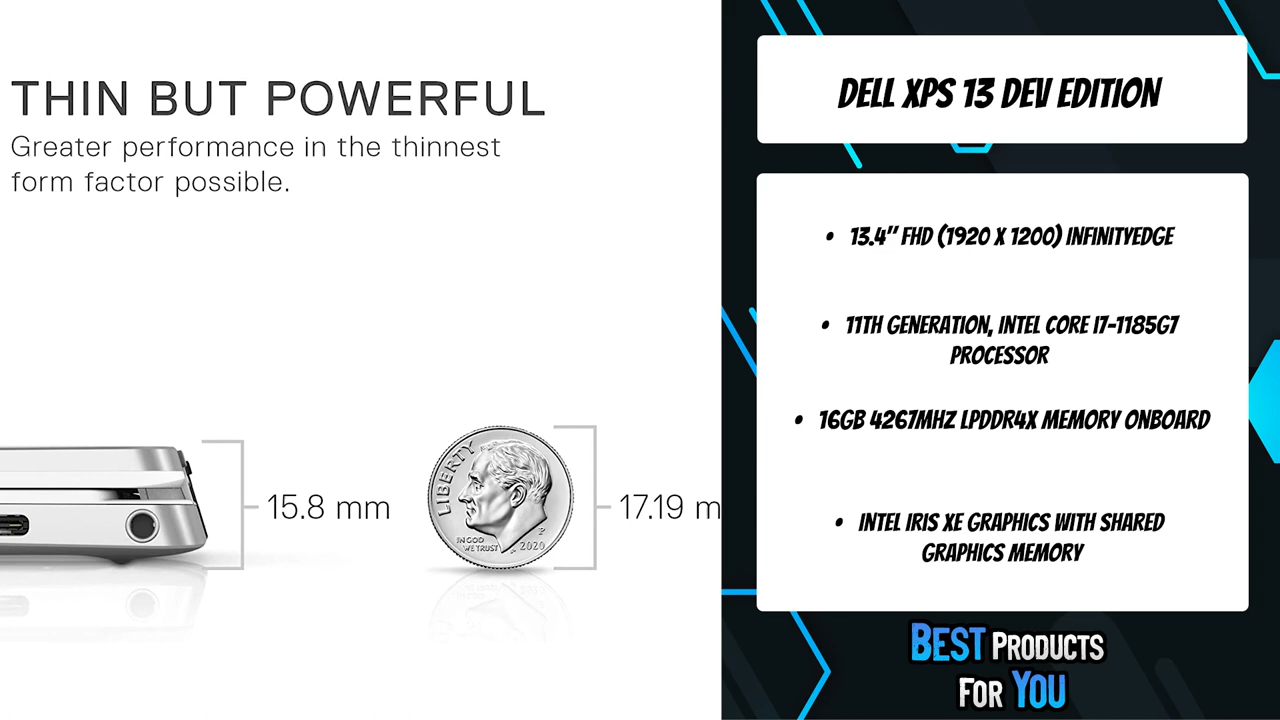 THIN BUT POWERFUL
Greater performance in the thinnest
form factor possible.
15.8 mm
LIBERTY
IN GOD
WE TRUST
P
2020
17.19 m
DELL XPS 13 DEV EDITION
• 13.4" FHD (1920 X 1200) INFINITYEDGE
• 11TH GENERATION, INTEL CORE I7-1185G7
PROCESSOR
• 16GB 4267MHZ LPDDR4X MEMORY ONBOARD
• INTEL IRIS XE GRAPHICS WITH SHARED
GRAPHICS MEMORY
BEST PRODUCTS
FOR YOU